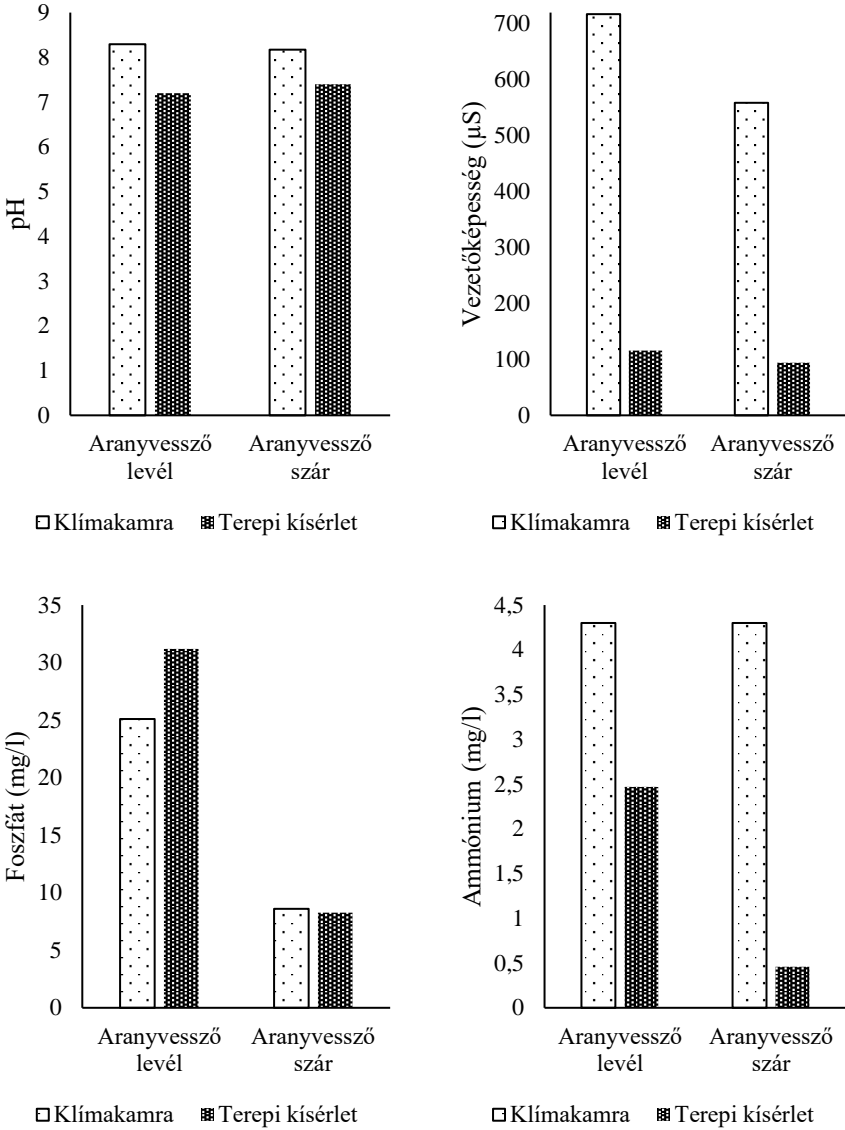 9
8
7
6
5
4
3
2
1
0
pH
Aranyvessző
levél
Aranyvessző
szár
Klímakamra
Terepi kísérlet
700
600
500
400
300
200
100
0
Vezetőképesség (µS)
Aranyvessző
levél
Aranyvessző
szár
Klímakamra
Terepi kísérlet
35
30
25
20
15
10
5
0
Foszfát (mg/l)
Aranyvessző
levél
Aranyvessző
szár
Klímakamra
Terepi kísérlet
4,5
4
3,5
3
2,5
2
1,5
1
0,5
0
Ammónium (mg/l)
Aranyvessző
levél
Aranyvessző
szár
Klímakamra
Terepi kísérlet